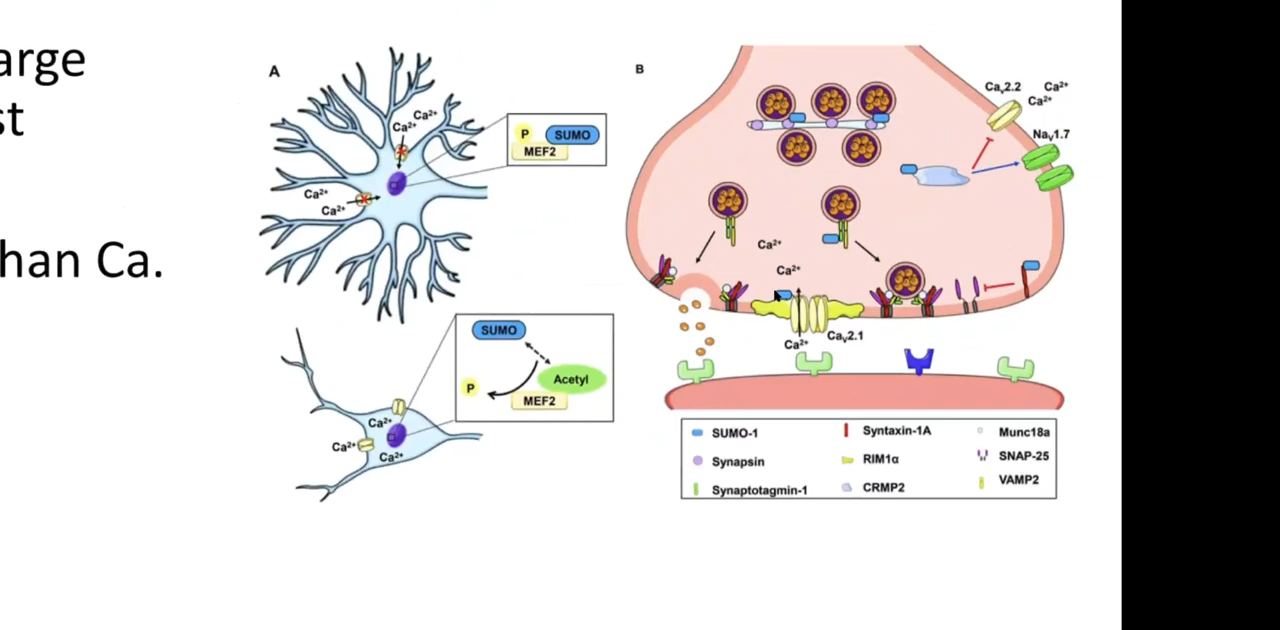 arge
st
han Ca.
A
Ca²⁺
Ca²⁺
Ca²⁺
Ca²⁺
P
SUMO
MEF2
SUMO
P
Acetyl
MEF2
Ca²⁺
Ca²⁺
Ca²⁺
B
Caᵥ2.2
Ca²⁺
Ca²⁺
Naᵥ1.7
Ca²⁺
Ca²⁺
Ca²⁺
Caᵥ2.1
SUMO-1
Synapsin
Synaptotagmin-1
Syntaxin-1A
RIM1α
CRMP2
Munc18a
SNAP-25
VAMP2